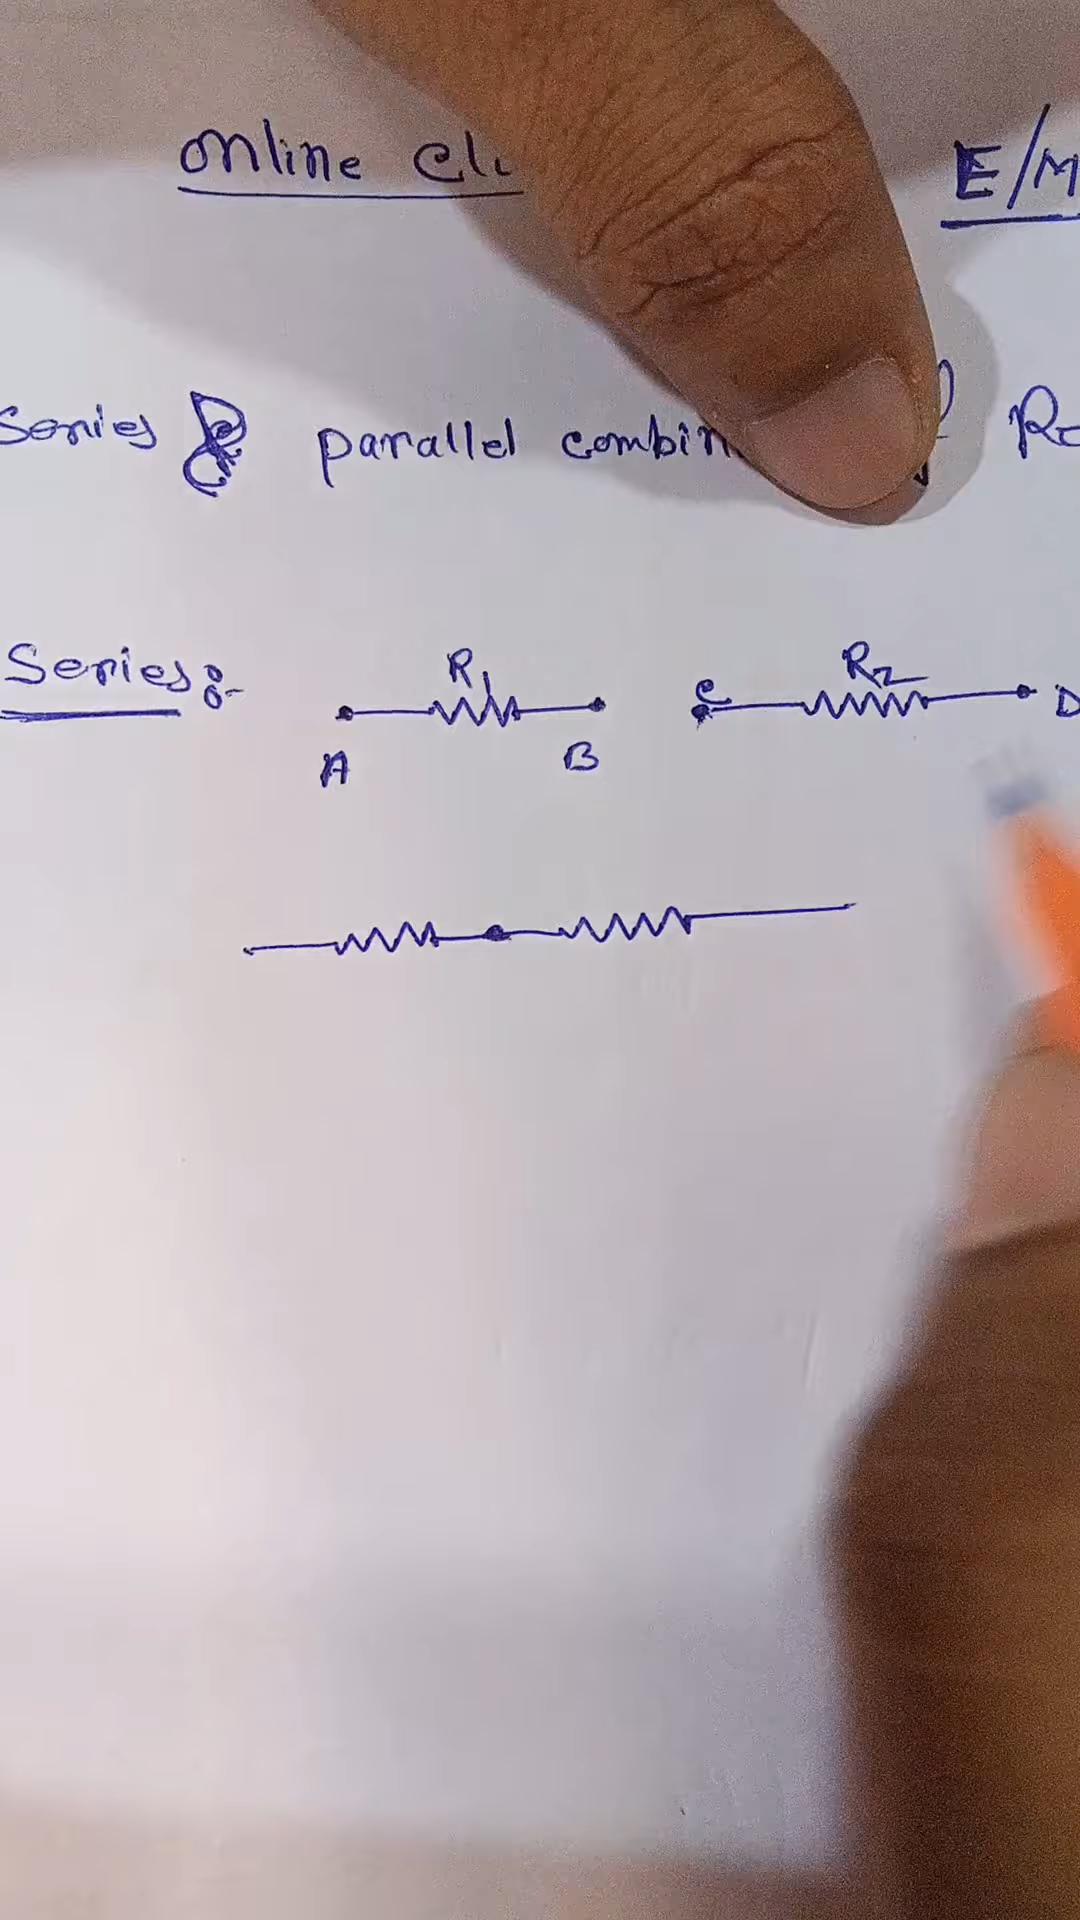 Online E/M
Series & parallel
Series :- R1 R2
A B C D